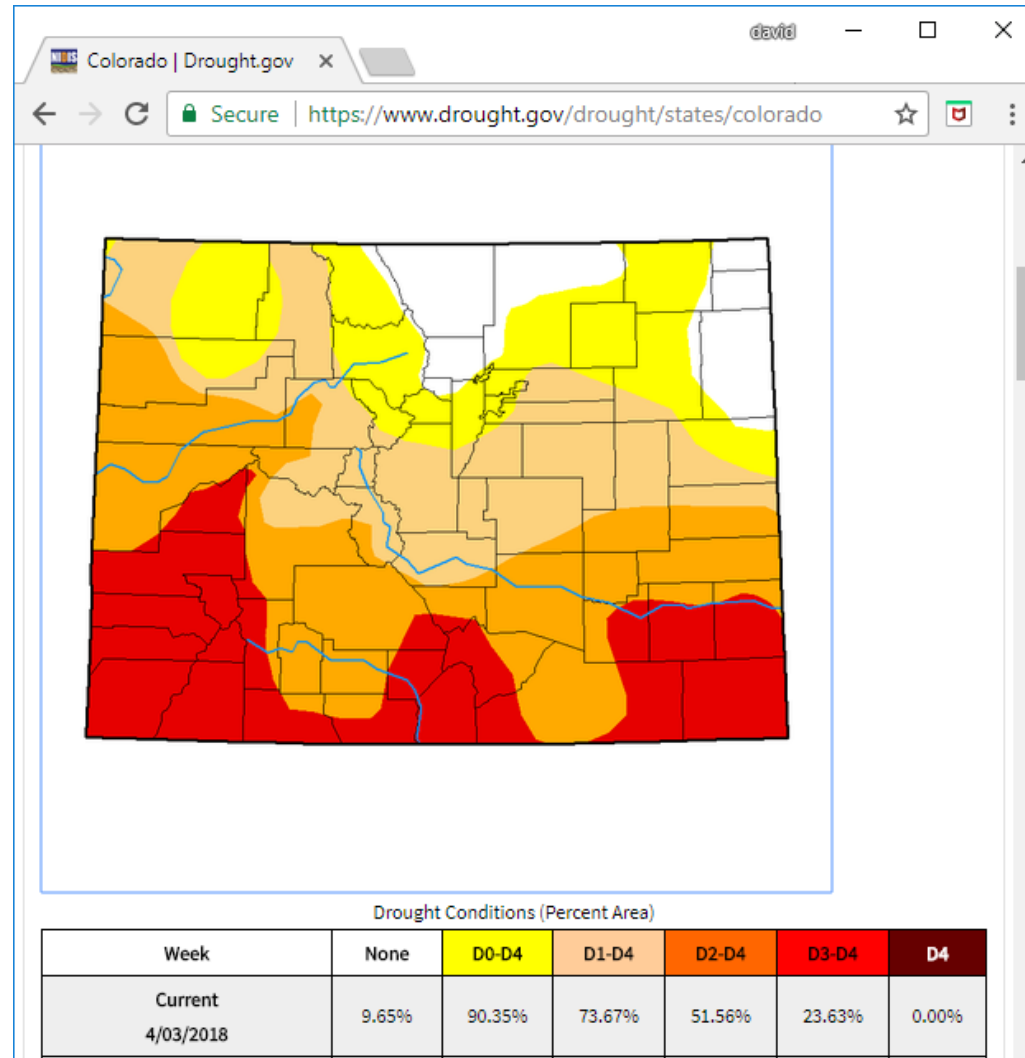 david
Colorado | Drought.gov
Secure https://www.drought.gov/drought/states/colorado
Drought Conditions (Percent Area)
Week None D0-D4 D1-D4 D2-D4 D3-D4 D4
Current
4/03/2018 9.65% 90.35% 73.67% 51.56% 23.63% 0.00%